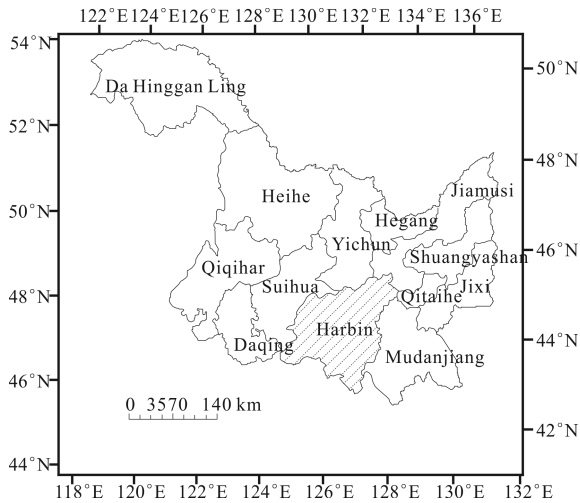 122°E 124°E 126°E 128°E 129°E 130°E 132°E 134°E 136°E
54°N
50°N
Da Hinggan Ling
52°N
48°N
Jiamusi
Heihe
50°N
Hegang
Yichun
46°N
Shuangyashan
Qiqihar
Suihua
Jixi
48°N
Qitaihe
Harbin
44°N
Daqing
Mudanjiang
46°N
0 3570 140 km
42°N
44°N
118°E 120°E 122°E 124°E 126°E 128°E 130°E 132°E